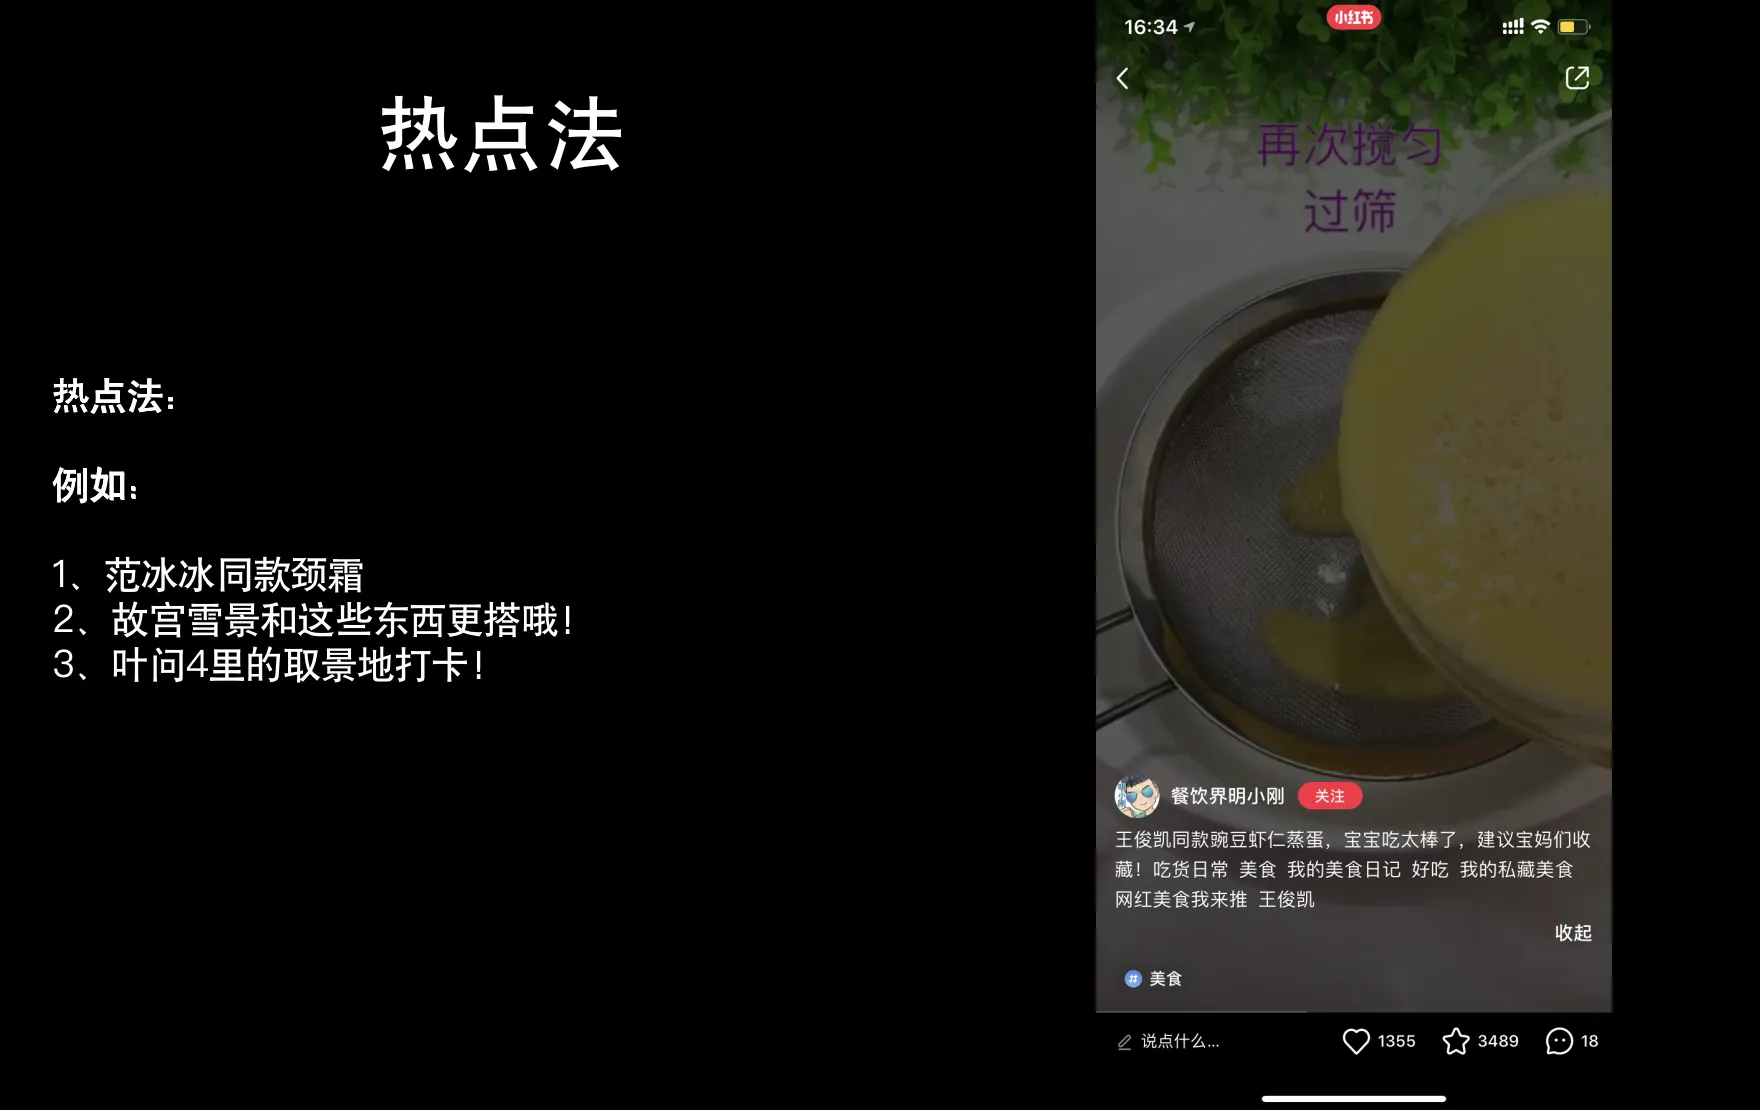 热点法
热点法：
例如：
1、范冰冰同款颈霜
2、故宫雪景和这些东西更搭哦！
3、叶问4里的取景地打卡！
16:34
小红书
再次搅匀
过筛
餐饮界明小刚
关注
王俊凯同款豌豆虾仁蒸蛋，宝宝吃太棒了，建议宝妈们收
藏！吃货日常 美食 我的美食日记 好吃 我的私藏美食
网红美食我来推 王俊凯
收起
# 美食
说点什么...
1355
3489
18